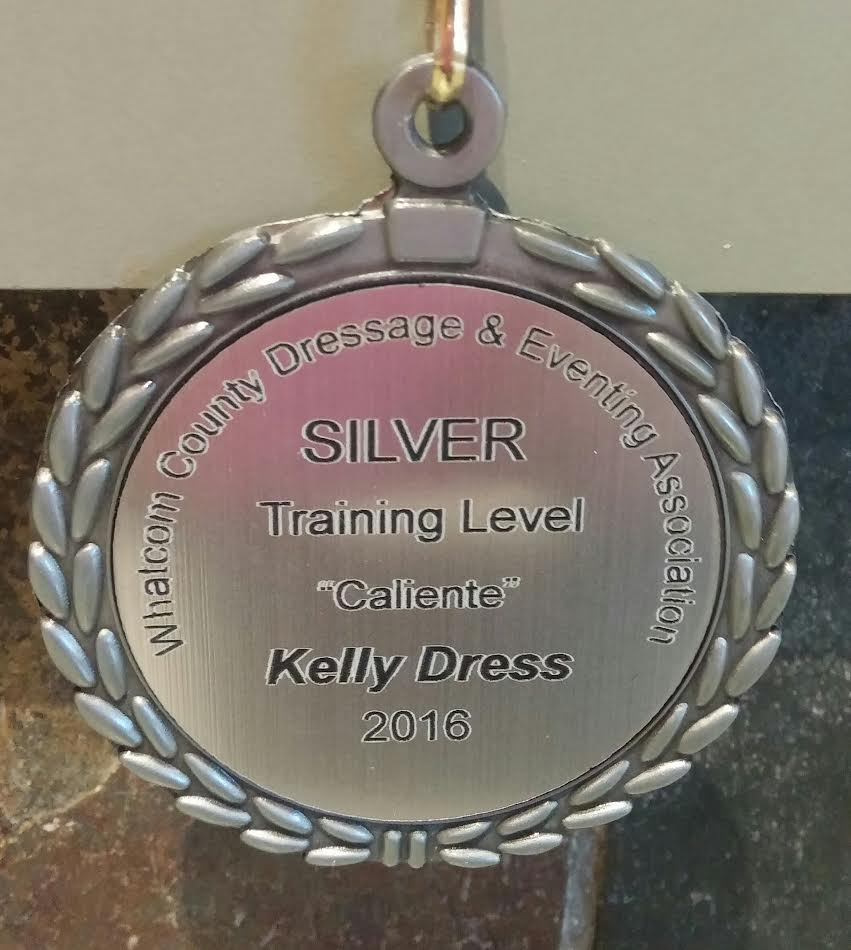 Whatcom County Dressage & Eventing Association
SILVER
Training Level
“Caliente”
Kelly Dress
2016